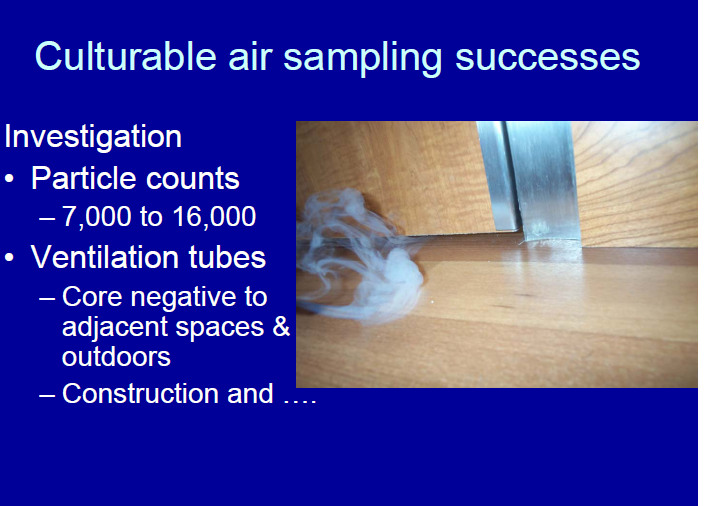 Culturable air sampling successes
Investigation
• Particle counts
– 7,000 to 16,000
• Ventilation tubes
– Core negative to
adjacent spaces &
outdoors
– Construction and ….